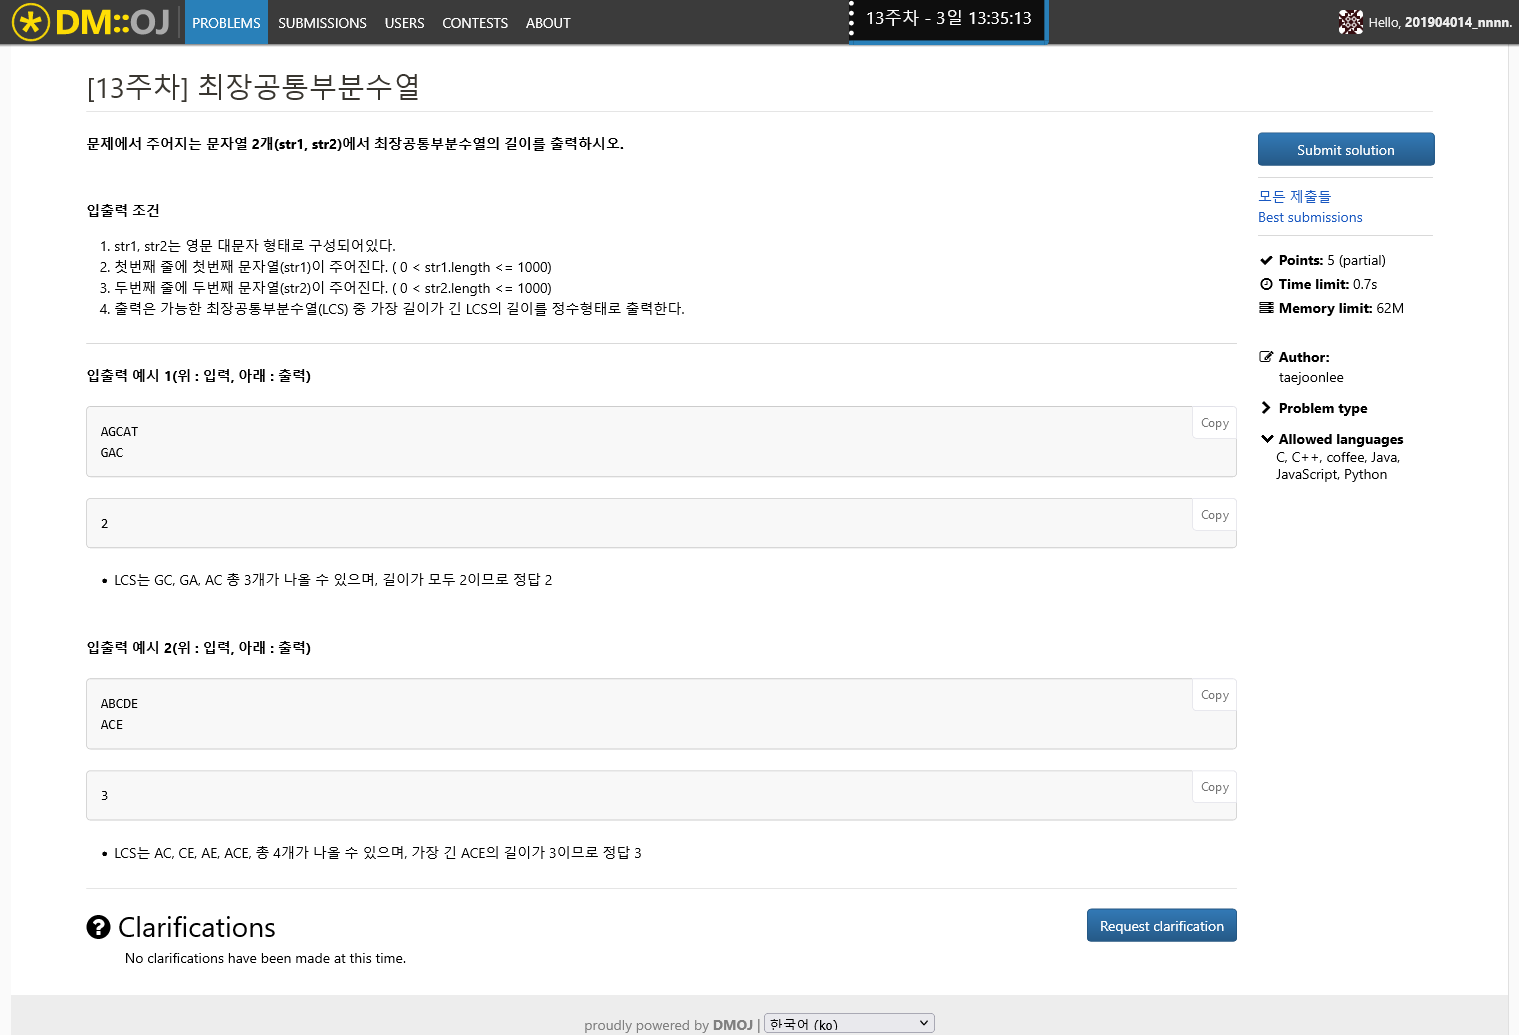 DM::OJ PROBLEMS SUBMISSIONS USERS CONTESTS ABOUT 13주차 - 3일 13:35:13 Hello, 201904014_nnnn.
[13주차] 최장공통부분수열
문제에서 주어지는 문자열 2개(str1, str2)에서 최장공통부분수열의 길이를 출력하시오.
입출력 조건
1. str1, str2는 영문 대문자 형태로 구성되어있다.
2. 첫번째 줄에 첫번째 문자열(str1)이 주어진다. ( 0 < str1.length <= 1000)
3. 두번째 줄에 두번째 문자열(str2)이 주어진다. ( 0 < str2.length <= 1000)
4. 출력은 가능한 최장공통부분수열(LCS) 중 가장 길이가 긴 LCS의 길이를 정수형태로 출력한다.
입출력 예시 1(위 : 입력, 아래 : 출력)
Copy
AGCAT
GAC
Copy
2
• LCS는 GC, GA, AC 총 3개가 나올 수 있으며, 길이가 모두 2이므로 정답 2
입출력 예시 2(위 : 입력, 아래 : 출력)
Copy
ABCDE
ACE
Copy
3
• LCS는 AC, CE, AE, ACE, 총 4개가 나올 수 있으며, 가장 긴 ACE의 길이가 3이므로 정답 3
Clarifications
Request clarification
No clarifications have been made at this time.
Submit solution
모든 제출들
Best submissions
Points: 5 (partial)
Time limit: 0.7s
Memory limit: 62M
Author:
taejoonlee
Problem type
Allowed languages
C, C++, coffee, Java,
JavaScript, Python
proudly powered by DMOJ | 한국어 (ko)